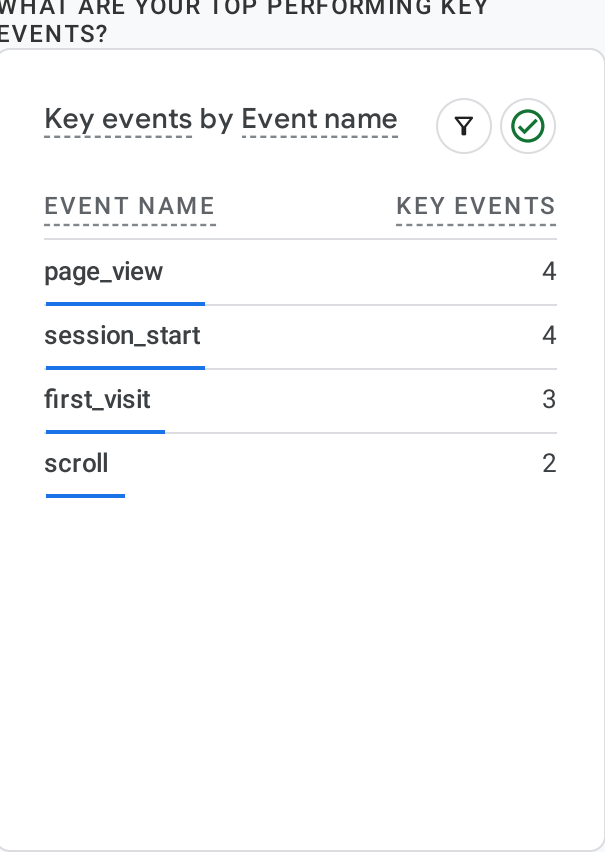 WHAT ARE YOUR TOP PERFORMING KEY
EVENTS?
Key events by Event name
EVENT NAME KEY EVENTS
page_view 4
session_start 4
first_visit 3
scroll 2